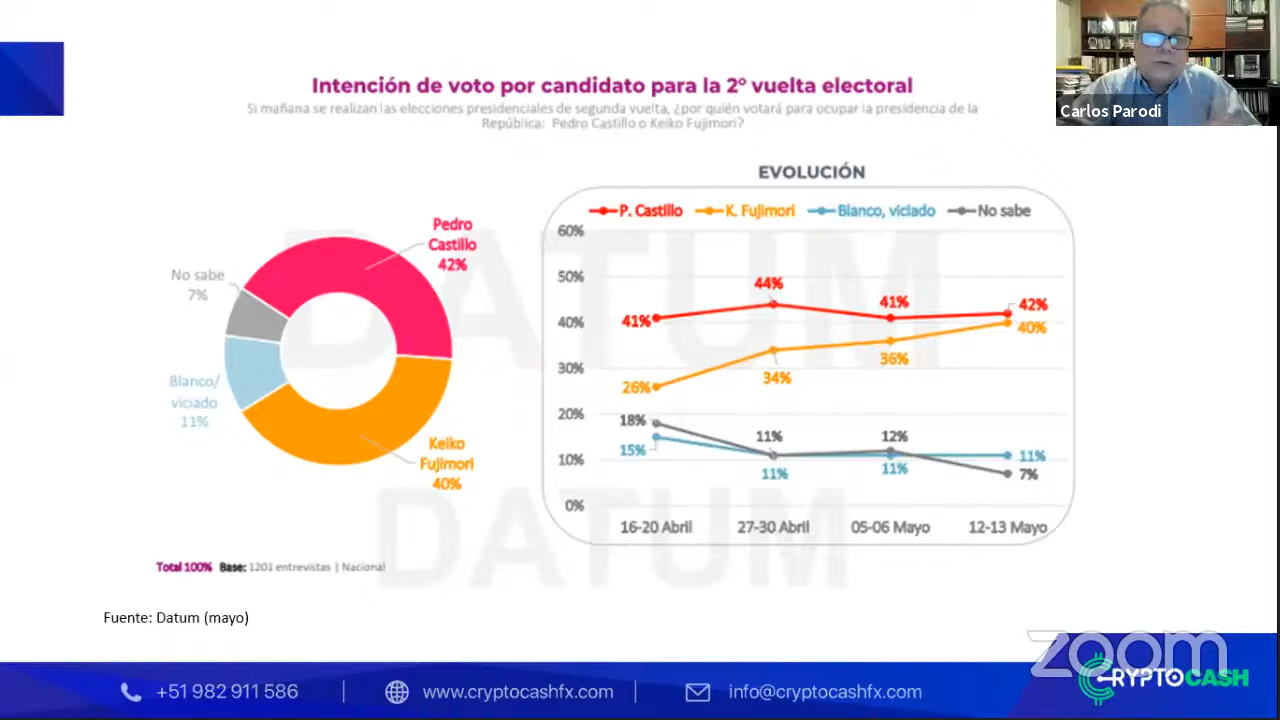 Intención de voto por candidato para la 2° vuelta electoral
Si mañana se realizan las elecciones presidenciales de segunda vuelta, ¿por quién votará para ocupar la presidencia de la
República: Pedro Castillo o Keiko Fujimori?
Carlos Parodi
Pedro
Castillo
42%
No sabe
7%
Blanco/
viciado
11%
Keiko
Fujimori
40%
EVOLUCIÓN
P. Castillo
K. Fujimori
Blanco, viciado
No sabe
60%
50%
40%
30%
20%
10%
0%
41%
44%
41%
42%
26%
34%
36%
40%
18%
11%
12%
7%
15%
11%
11%
11%
16-20 Abril
27-30 Abril
05-06 Mayo
12-13 Mayo
DATUM
DATUM
Total 100% Base: 1201 entrevistas | Nacional
Fuente: Datum (mayo)
zoom
+51 982 911 586
www.cryptocashfx.com
info@cryptocashfx.com
CRYPTOCASH